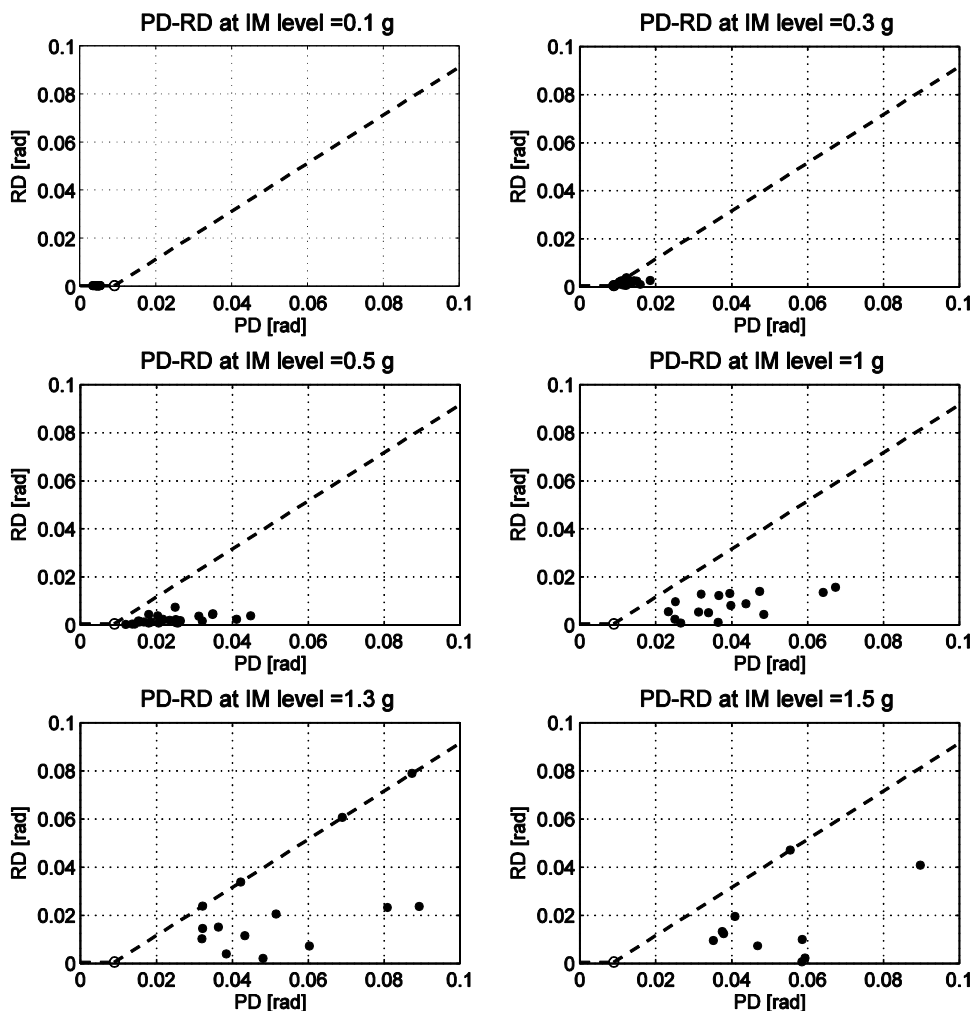 PD-RD at IM level =0.1 g
0.1
0.08
0.06
0.04
0.02
0
RD [rad]
0 0.02 0.04 0.06 0.08 0.1
PD [rad]
PD-RD at IM level =0.3 g
0.1
0.08
0.06
0.04
0.02
0
RD [rad]
0 0.02 0.04 0.06 0.08 0.1
PD [rad]
PD-RD at IM level =0.5 g
0.1
0.08
0.06
0.04
0.02
0
RD [rad]
0 0.02 0.04 0.06 0.08 0.1
PD [rad]
PD-RD at IM level =1 g
0.1
0.08
0.06
0.04
0.02
0
RD [rad]
0 0.02 0.04 0.06 0.08 0.1
PD [rad]
PD-RD at IM level =1.3 g
0.1
0.08
0.06
0.04
0.02
0
RD [rad]
0 0.02 0.04 0.06 0.08 0.1
PD [rad]
PD-RD at IM level =1.5 g
0.1
0.08
0.06
0.04
0.02
0
RD [rad]
0 0.02 0.04 0.06 0.08 0.1
PD [rad]